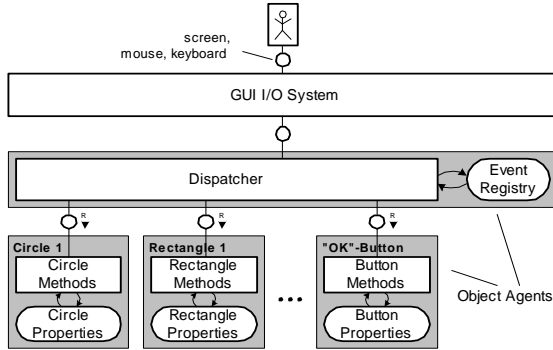 screen,
mouse, keyboard
GUI I/O System
Dispatcher
Event
Registry
R
R
R
Circle 1
Rectangle 1
"OK"-Button
Circle
Methods
Rectangle
Methods
Button
Methods
...
Circle
Properties
Rectangle
Properties
Button
Properties
Object Agents